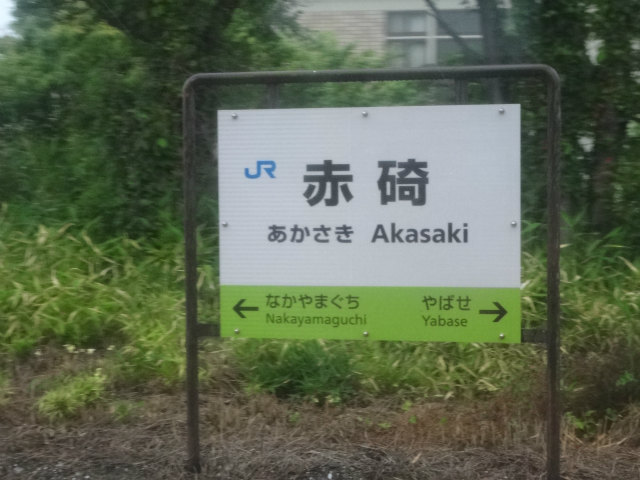 JR 赤碕
あかさき Akasaki
← なかやまぐち やばせ →
Nakayamaguchi Yabase